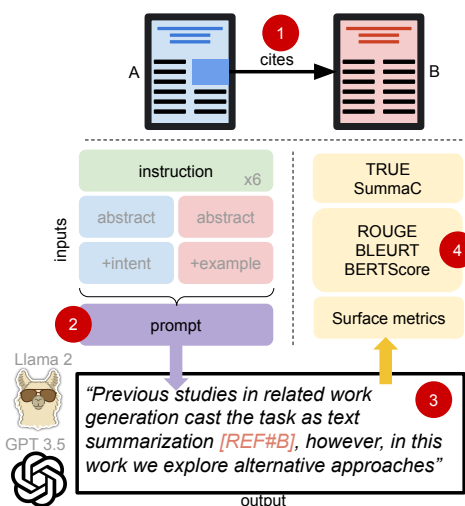 1
A
cites
B
instruction
x6
inputs
abstract
abstract
+intent
+example
2
prompt
TRUE
SummaC
ROUGE
BLEURT
BERTScore
4
Surface metrics
Llama 2
GPT 3.5
3
“Previous studies in related work
generation cast the task as text
summarization [REF#B], however, in this
work we explore alternative approaches”
output